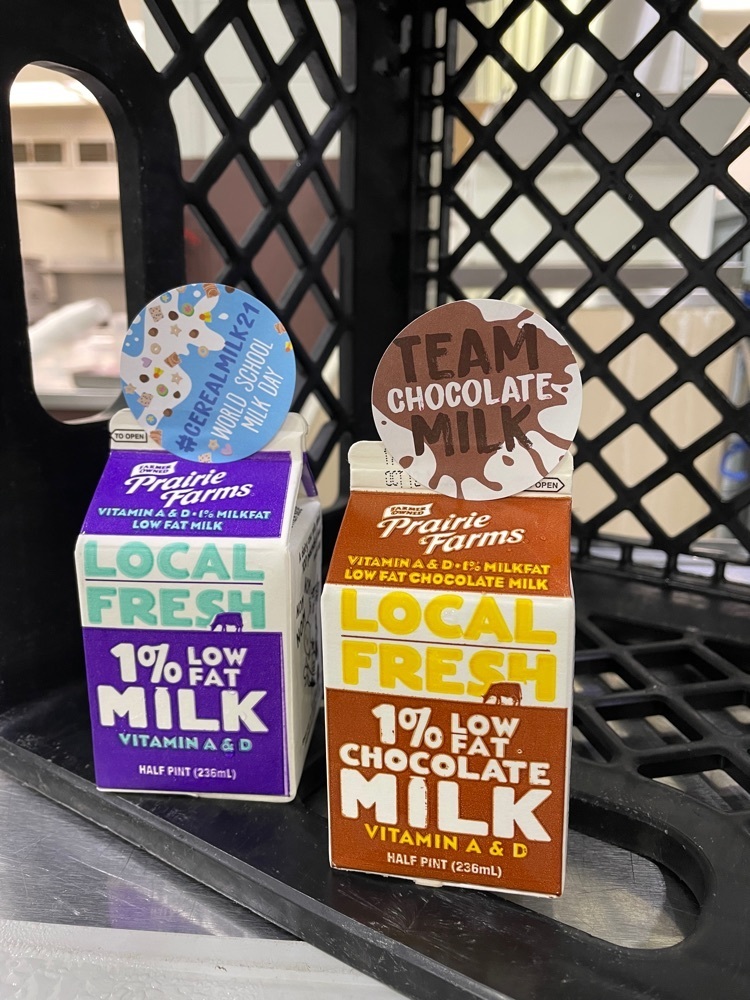 #CEREALMILK21
WORLD SCHOOL
MILK DAY
TO OPEN
FARMER OWNED
Prairie
Farms
VITAMIN A & D • 1% MILKFAT
LOW FAT MILK
LOCAL
FRESH
1% LOW
FAT
MILK
VITAMIN A & D
HALF PINT (236mL)
TEAM
CHOCOLATE
MILK
OCT
OPEN
FARMER OWNED
Prairie
Farms
VITAMIN A & D • 1% MILKFAT
LOW FAT CHOCOLATE MILK
LOCAL
FRESH
1% LOW
FAT
CHOCOLATE
MILK
VITAMIN A & D
HALF PINT (236mL)